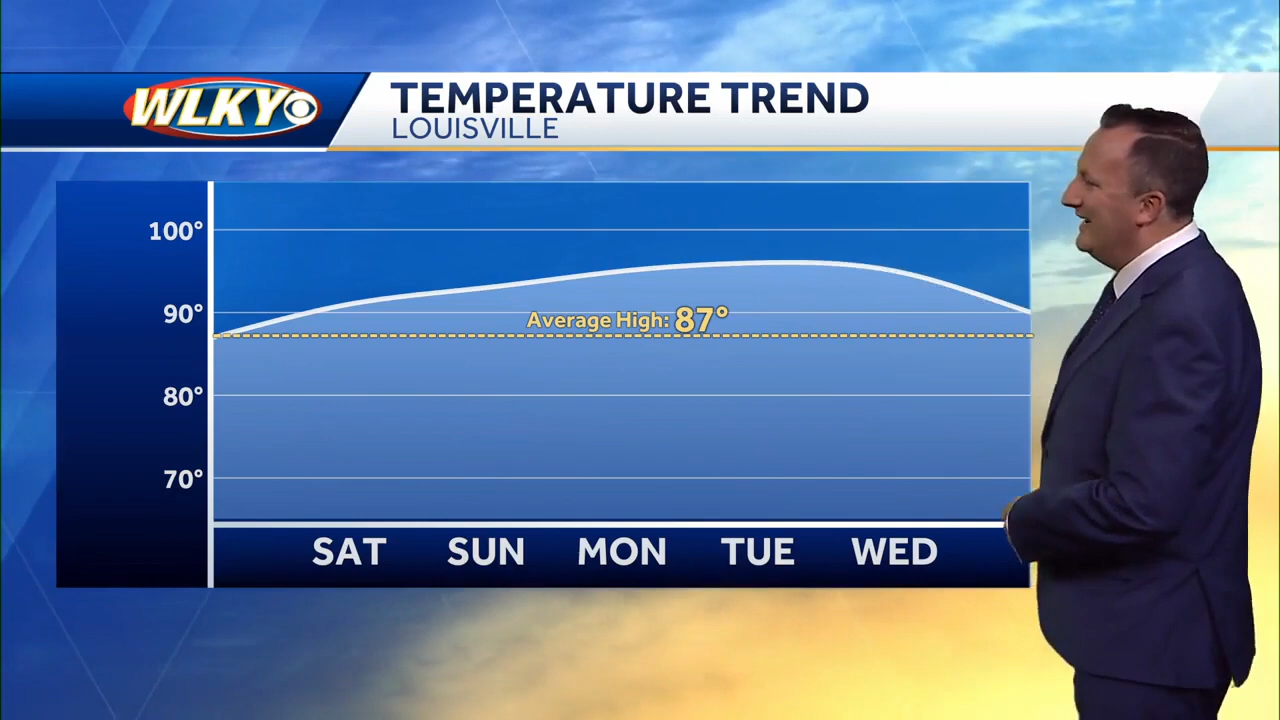 WLKY
TEMPERATURE TREND
LOUISVILLE
100°
90°
Average High: 87°
80°
70°
SAT SUN MON TUE WED